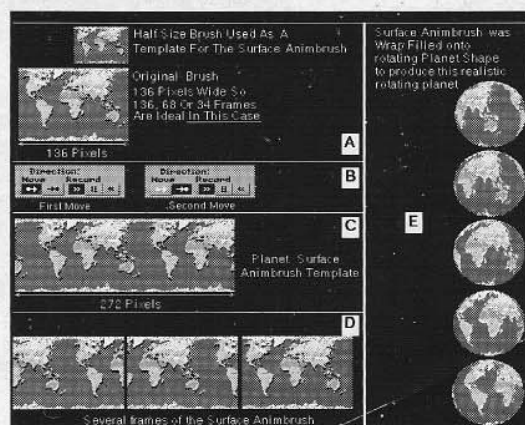 Half Size Brush Used As A
Template For The Surface Animbrush
Original Brush
136 Pixels Wide So
136, 68 Or 34 Frames
Are Ideal In This Case
136 Pixels
A
Direction:
Move Record
Direction:
Move Record
B
First Move
Second Move
C
Planet Surface
Animbrush Template
272 Pixels
D
Several frames of the Surface Animbrush
Surface Animbrush was
Wrap Filled onto
rotating Planet Shape
to produce this realistic
rotating planet
E